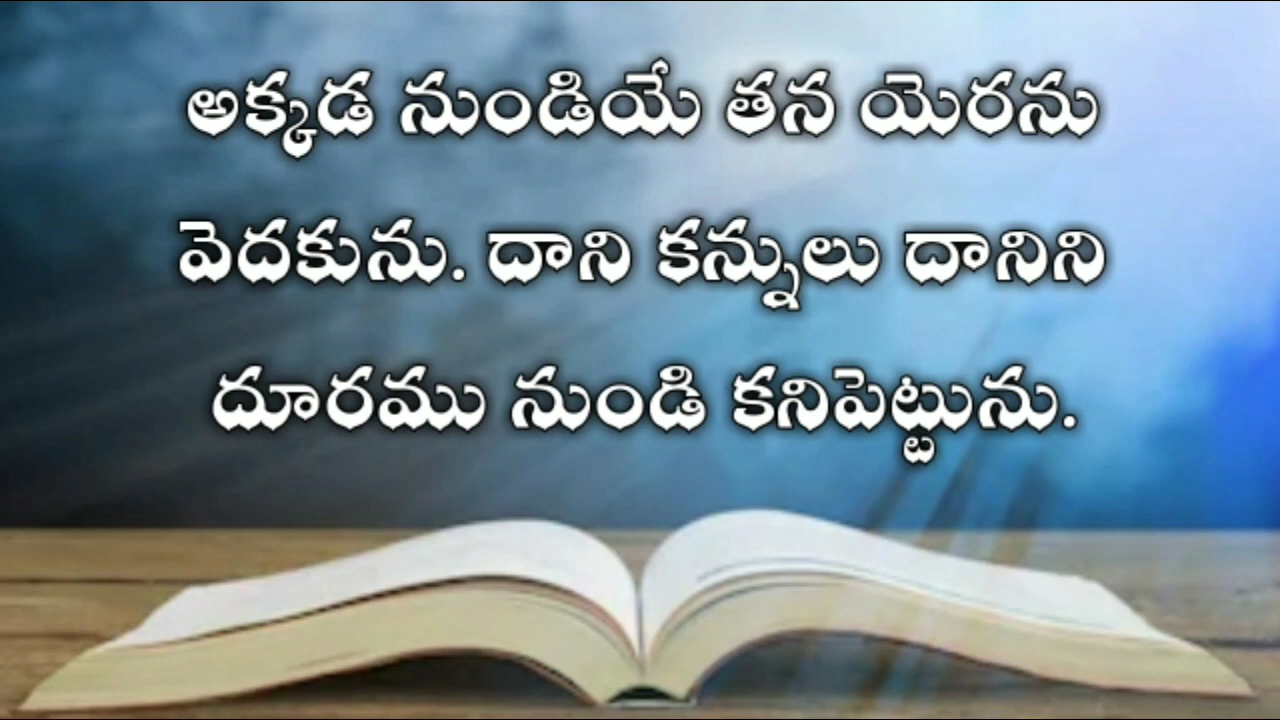 అక్కడ నుండియే తన యెరను
వెదకును. దాని కన్నులు దానిని
దూరము నుండి కనిపెట్టును.